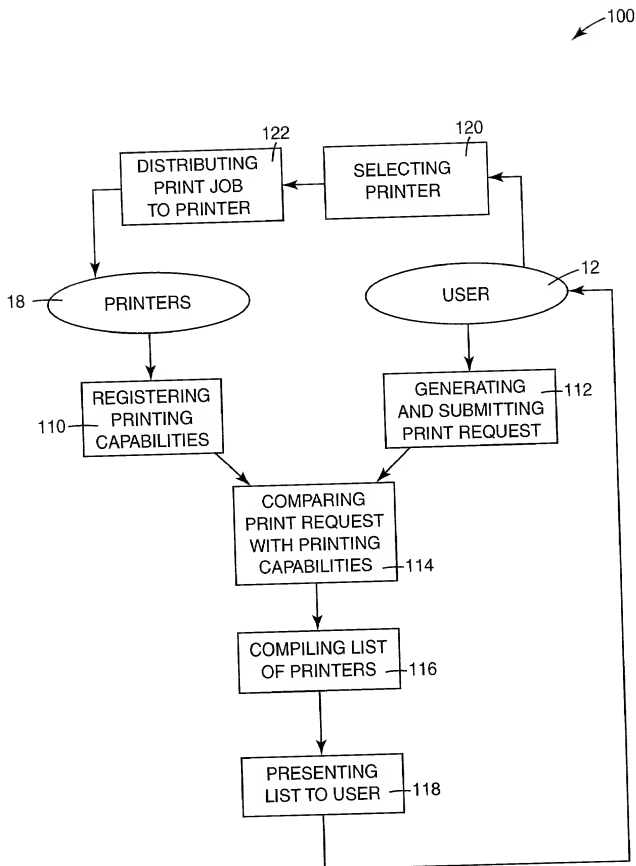 100
122
120
DISTRIBUTING
PRINT JOB
TO PRINTER
SELECTING
PRINTER
18
PRINTERS
12
USER
REGISTERING
PRINTING
CAPABILITIES
110
GENERATING
AND SUBMITTING
PRINT REQUEST
112
COMPARING
PRINT REQUEST
WITH PRINTING
CAPABILITIES
114
COMPILING LIST
OF PRINTERS
116
PRESENTING
LIST TO USER
118